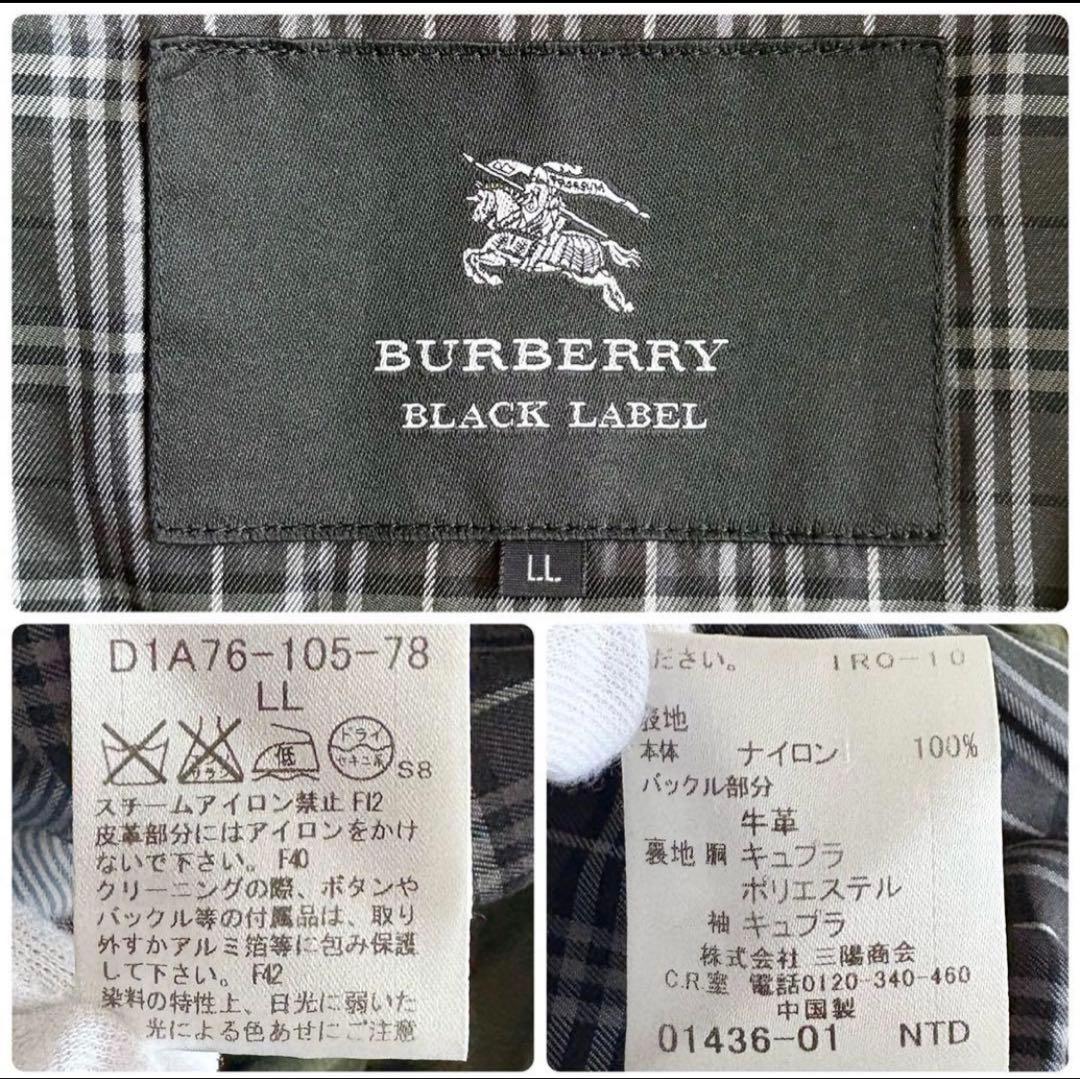 BURBERRY
BLACK LABEL
LL
D1A76-105-78
LL
低
ドライ
セキユ系
S8
スチームアイロン禁止 F12
皮革部分にはアイロンをかけ
ないで下さい。 F40
クリーニングの際、ボタンや
バックル等の付属品は、取り
外すかアルミ箔等に包み保護
して下さい。 F42
染料の特性上、日光に弱いた
光による色あせにご注意
ださい。 IRO-10
表地
本体 ナイロン 100%
バックル部分
牛革
裏地 胴 キュプラ
ポリエステル
袖 キュプラ
株式会社 三陽商会
C.R.室 電話0120-340-460
中国製
01436-01 NTD